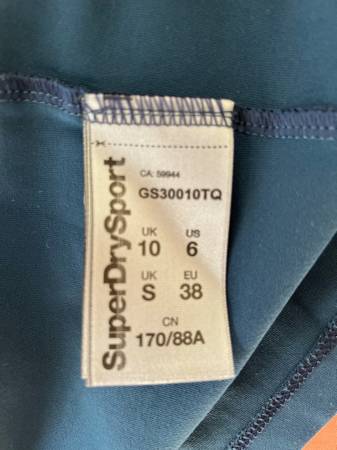 SuperDrySport
CA: 59944
GS30010TQ
UK US
10 6
UK EU
S 38
CN
170/88A